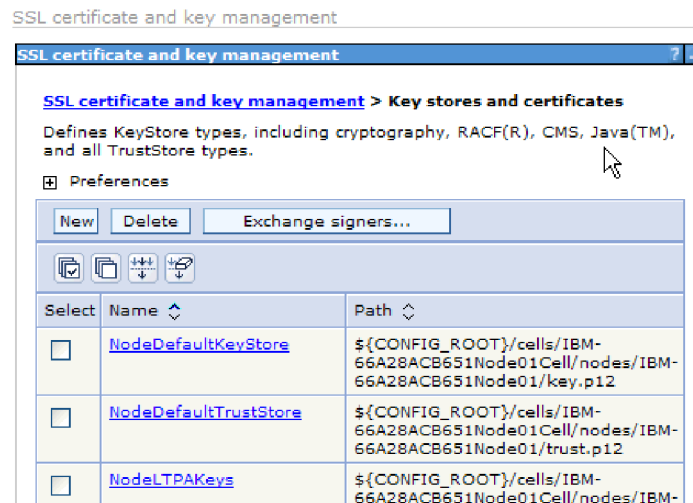 SSL certificate and key management
SSL certificate and key management ?
SSL certificate and key management > Key stores and certificates
Defines KeyStore types, including cryptography, RACF(R), CMS, Java(TM),
and all TrustStore types.
Preferences
New Delete Exchange signers...
Select Name Path
NodeDefaultKeyStore ${CONFIG_ROOT}/cells/IBM-
66A28ACB651Node01Cell/nodes/IBM-
66A28ACB651Node01/key.p12
NodeDefaultTrustStore ${CONFIG_ROOT}/cells/IBM-
66A28ACB651Node01Cell/nodes/IBM-
66A28ACB651Node01/trust.p12
NodeLTPAKeys ${CONFIG_ROOT}/cells/IBM-
66A28ACB651Node01Cell/nodes/IBM-